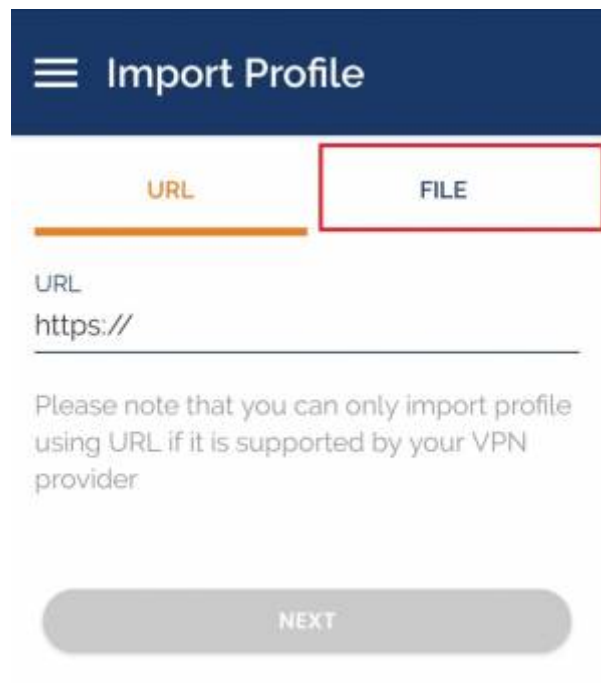 Import Profile
URL
FILE
URL
https://
Please note that you can only import profile
using URL if it is supported by your VPN
provider
NEXT